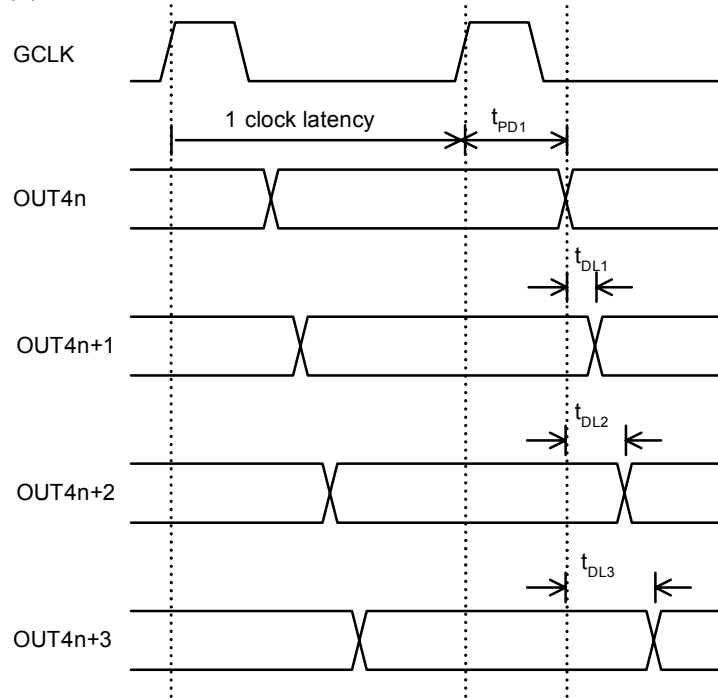 GCLK
1 clock latency
tPD1
OUT4n
tDL1
OUT4n+1
tDL2
OUT4n+2
tDL3
OUT4n+3